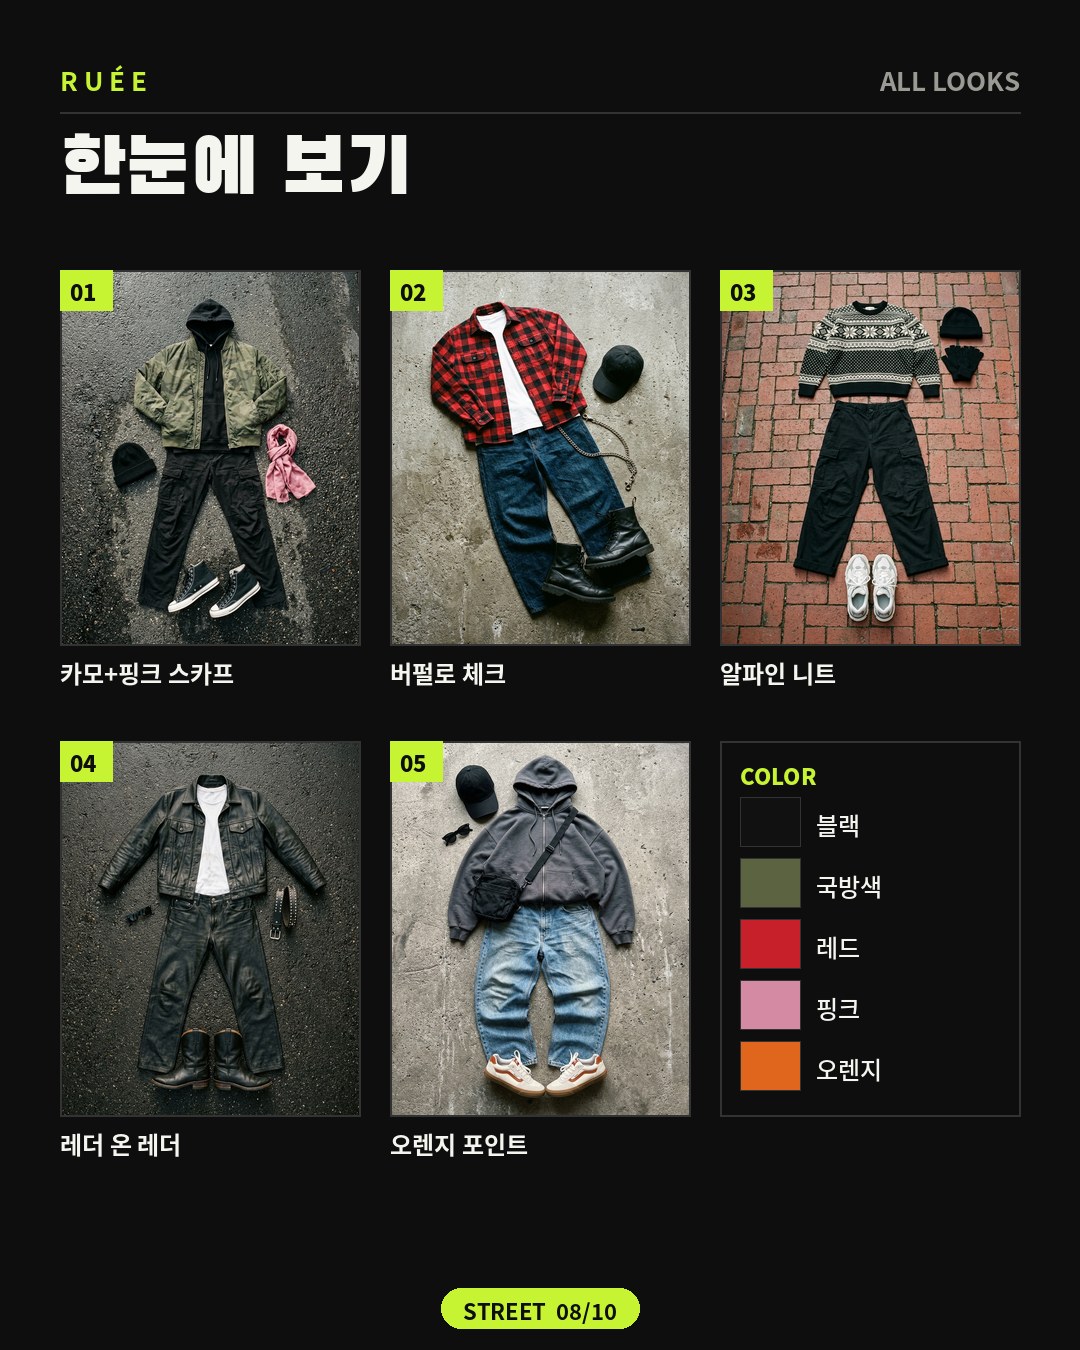 RUÉE
ALL LOOKS
한눈에 보기
01
02
03
카모+핑크 스카프
버펄로 체크
알파인 니트
04
05
COLOR
블랙
국방색
레드
핑크
오렌지
레더 온 레더
오렌지 포인트
STREET 08/10